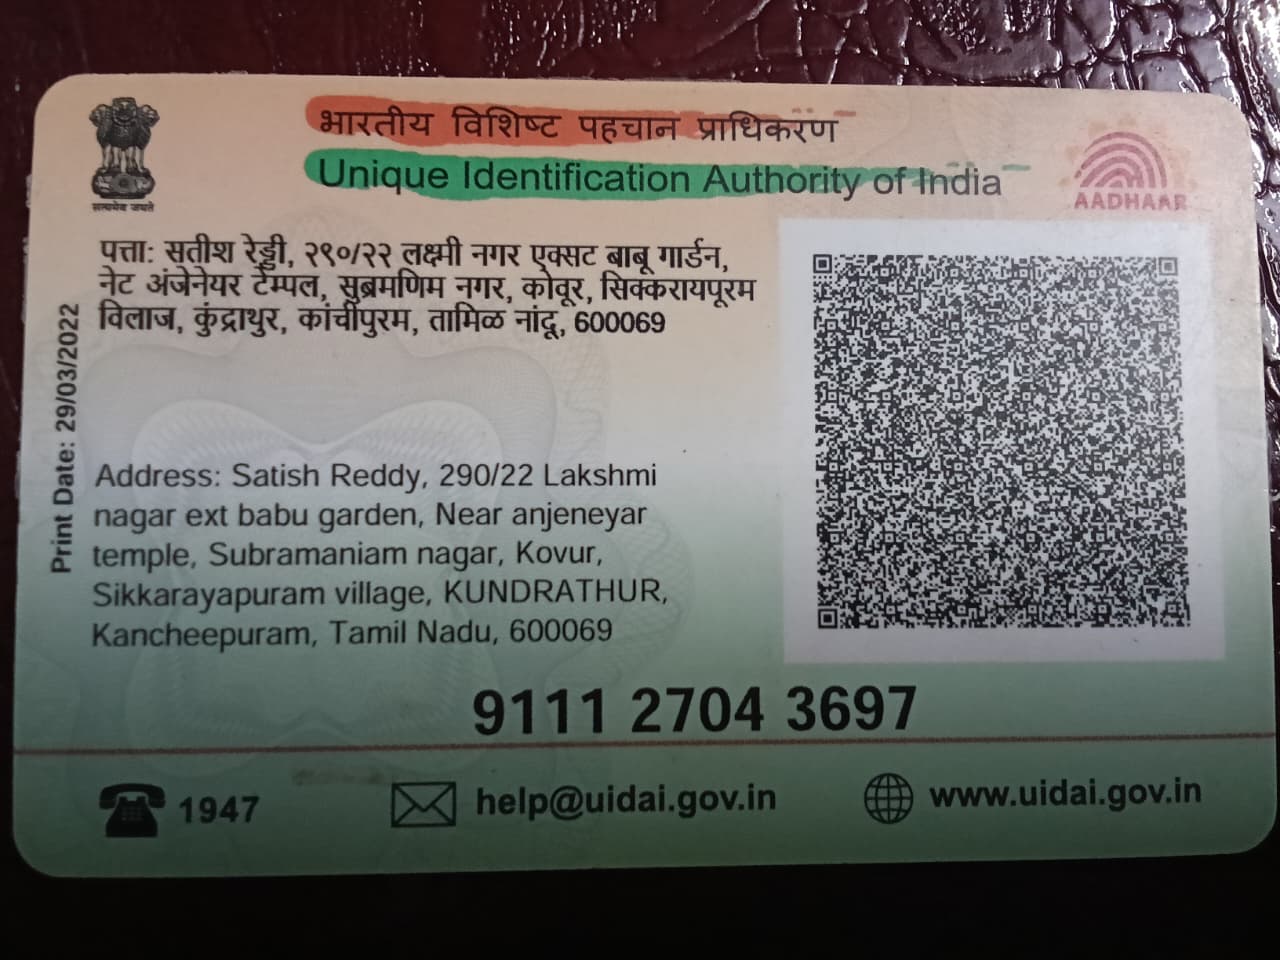 भारतीय विशिष्ट पहचान प्राधिकरण
Unique Identification Authority of India
सत्यमेव जयते
AADHAAR
पत्ता: सतीश रेड्डी, २९०/२२ लक्ष्मी नगर एक्सट बाबू गार्डन,
नेट अंजेनेयर टेम्पल, सुब्रमणिम नगर, कोवूर, सिक्करायपूरम
विलाज, कुंद्राथुर, कांचीपुरम, तामिळ नांदू, 600069
Print Date: 29/03/2022
Address: Satish Reddy, 290/22 Lakshmi
nagar ext babu garden, Near anjeneyar
temple, Subramaniam nagar, Kovur,
Sikkarayapuram village, KUNDRATHUR,
Kancheepuram, Tamil Nadu, 600069
9111 2704 3697
1947
help@uidai.gov.in
www.uidai.gov.in